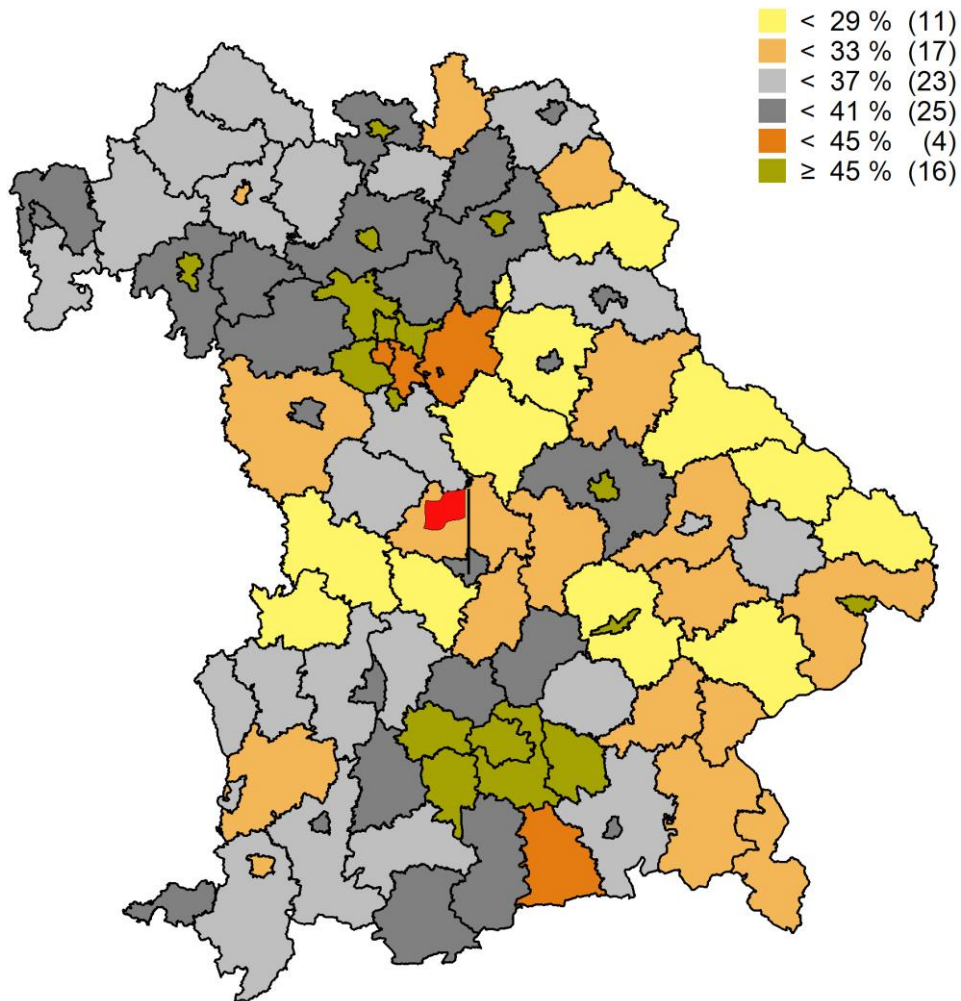 < 29 % (11)
< 33 % (17)
< 37 % (23)
< 41 % (25)
< 45 % (4)
≥ 45 % (16)